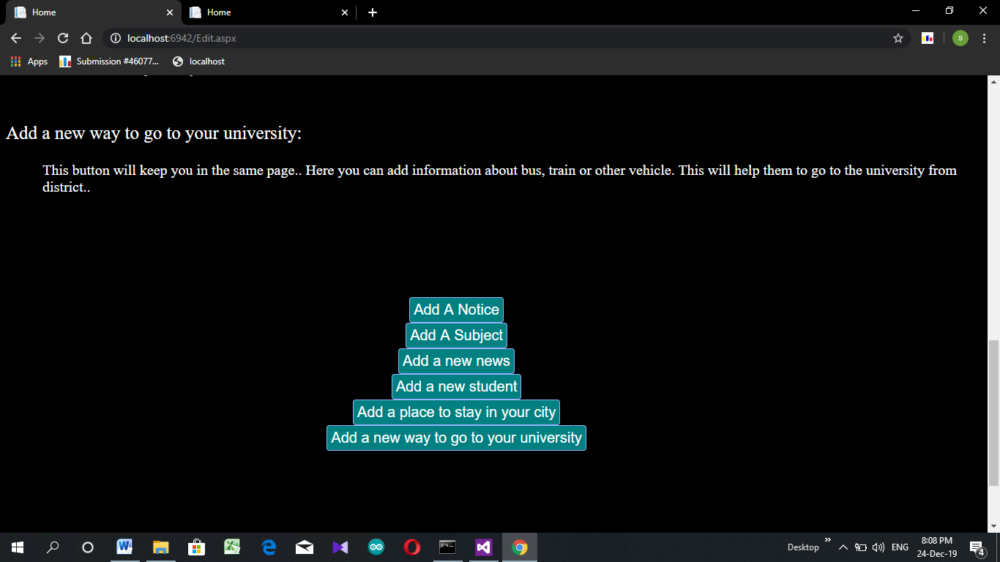 Home
Home
localhost:6942/Edit.aspx
S
Apps
Submission #46077...
localhost
Add a new way to go to your university:
This button will keep you in the same page.. Here you can add information about bus, train or other vehicle. This will help them to go to the university from
district..
Add A Notice
Add A Subject
Add a new news
Add a new student
Add a place to stay in your city
Add a new way to go to your university
Desktop
ENG
8:08 PM
24-Dec-19
4